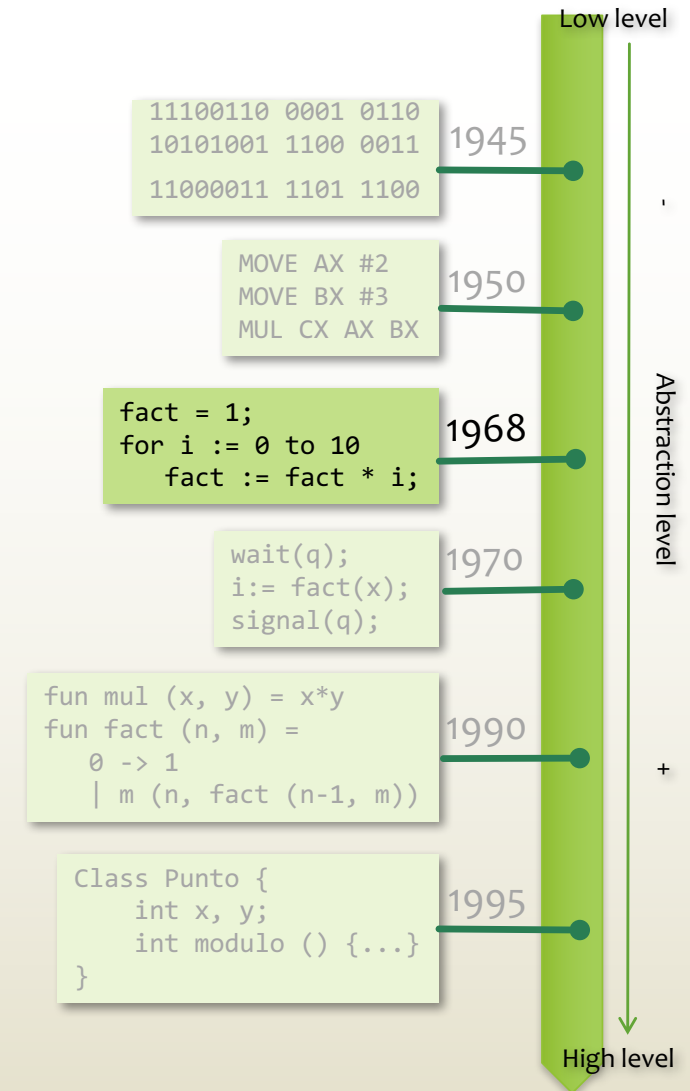 Low level
11100110 0001 0110
10101001 1100 0011
11000011 1101 1100
1945
-
MOVE AX #2
MOVE BX #3
MUL CX AX BX
1950
fact = 1;
for i := 0 to 10
   fact := fact * i;
1968
Abstraction level
wait(q);
i:= fact(x);
signal(q);
1970
fun mul (x, y) = x*y
fun fact (n, m) =
   0 -> 1
   | m (n, fact (n-1, m))
1990
+
Class Punto {
    int x, y;
    int modulo () {...}
}
1995
High level